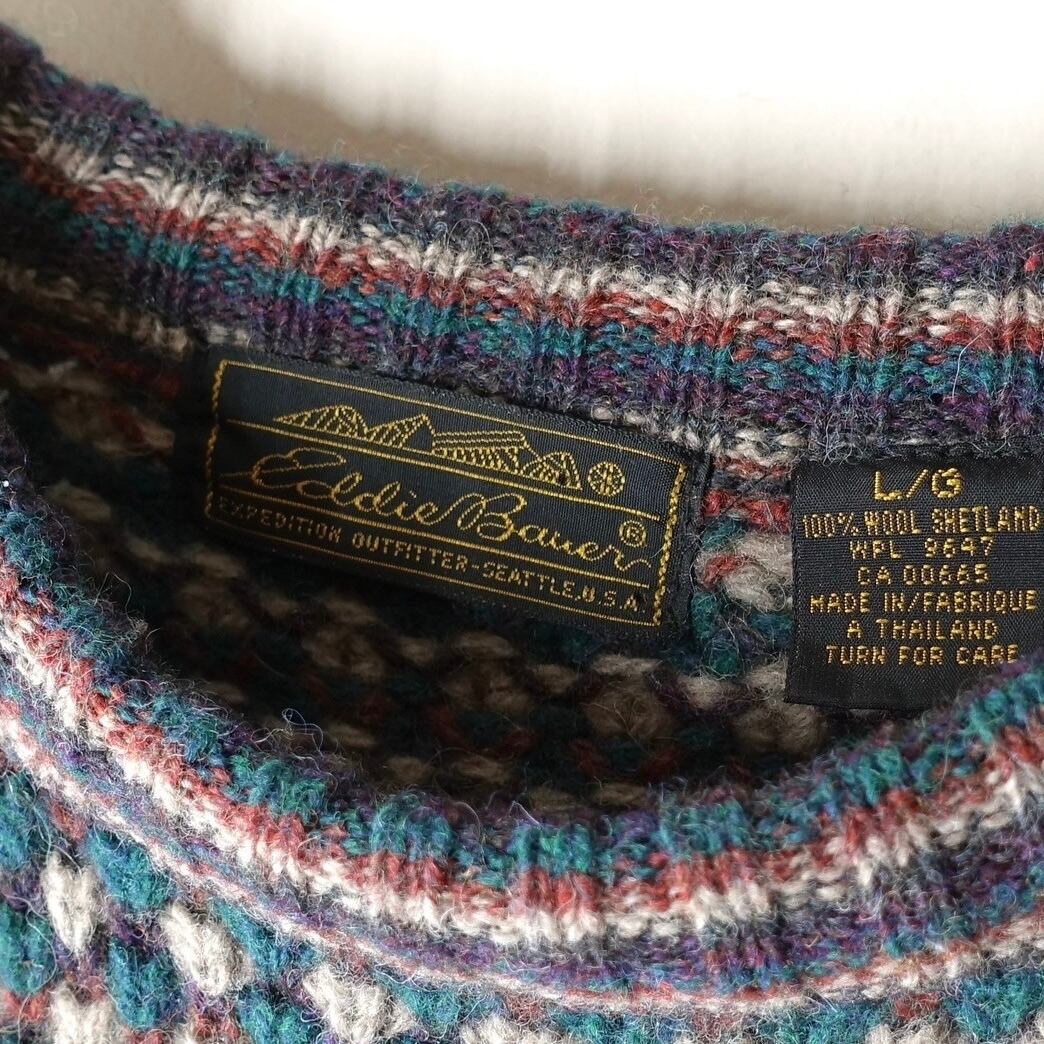 Eddie Bauer®
EXPEDITION OUTFITTER-SEATTLE,U.S.A.
L/G
100% WOOL SHETLAND
WPL 9647
CA 00665
MADE IN/FABRIQUE
A THAILAND
TURN FOR CARE